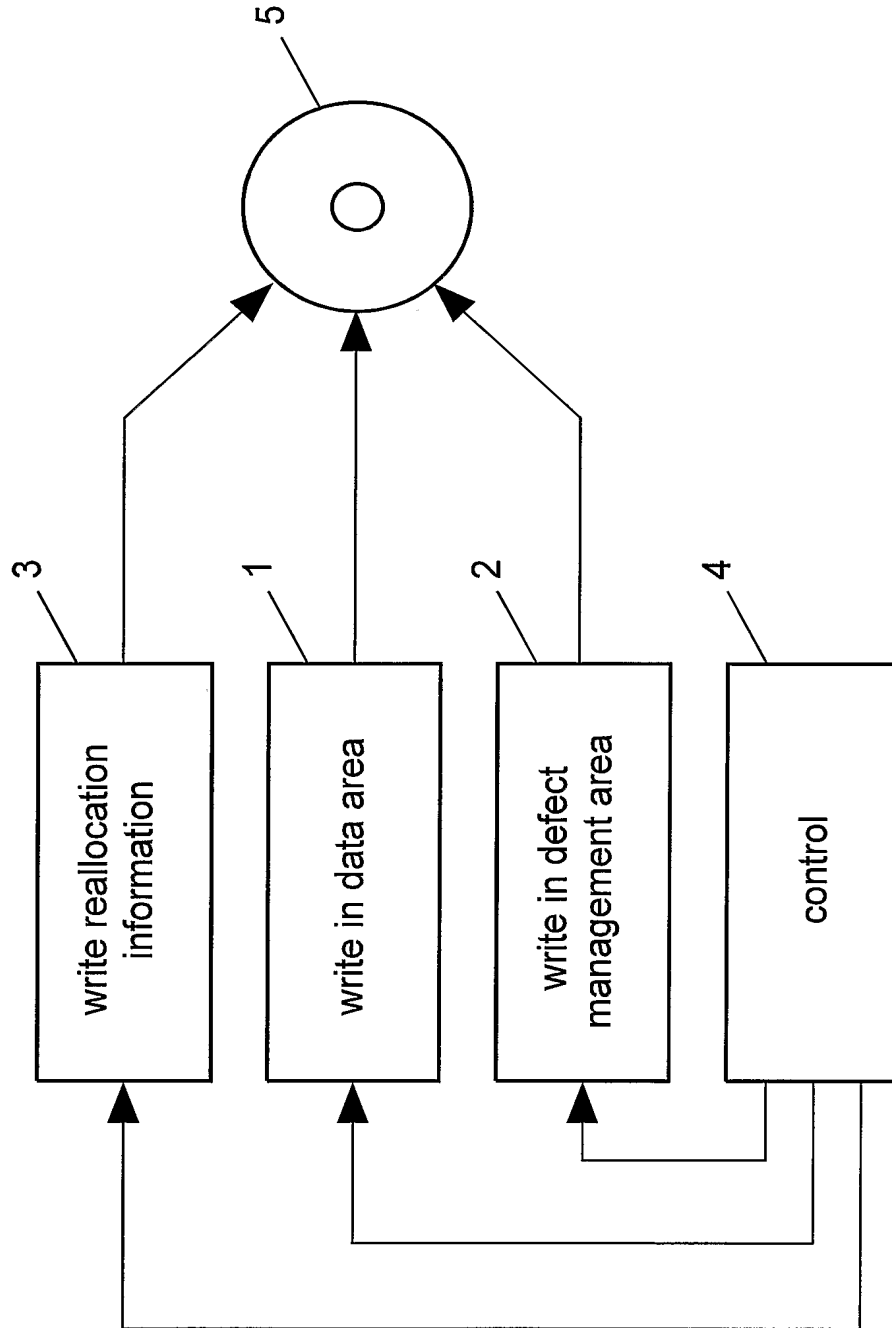 5
3
write reallocation
information
1
write in data area
2
write in defect
management area
4
control